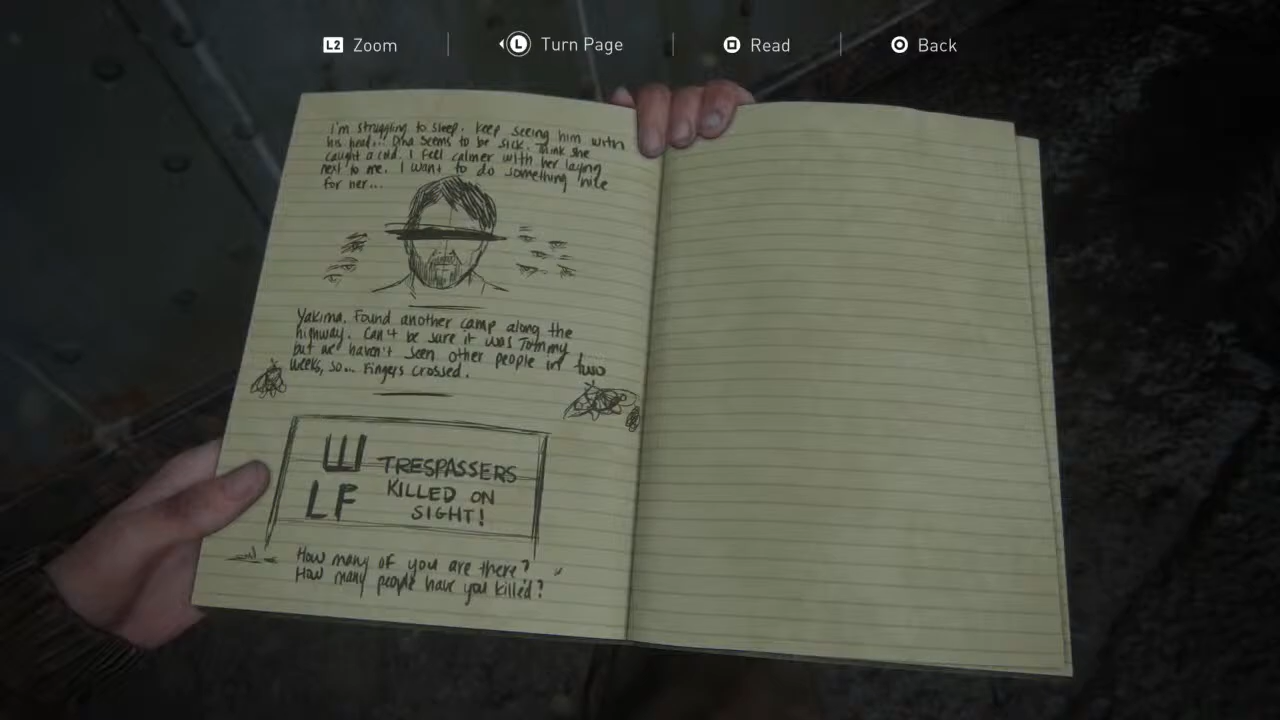 L2 Zoom
L Turn Page
Read
Back
I'm struggling to sleep. Keep seeing him with
his head... Dina seems to be sick. Think she
caught a cold. I feel calmer with her laying
next to me. I want to do something nice
for her...
Yakima. Found another camp along the
highway. Can't be sure it was Tommy
but we haven't seen other people in two
weeks, so... Fingers crossed.
W TRESPASSERS
LF KILLED ON
SIGHT!
How many of you are there?
How many people have you killed?